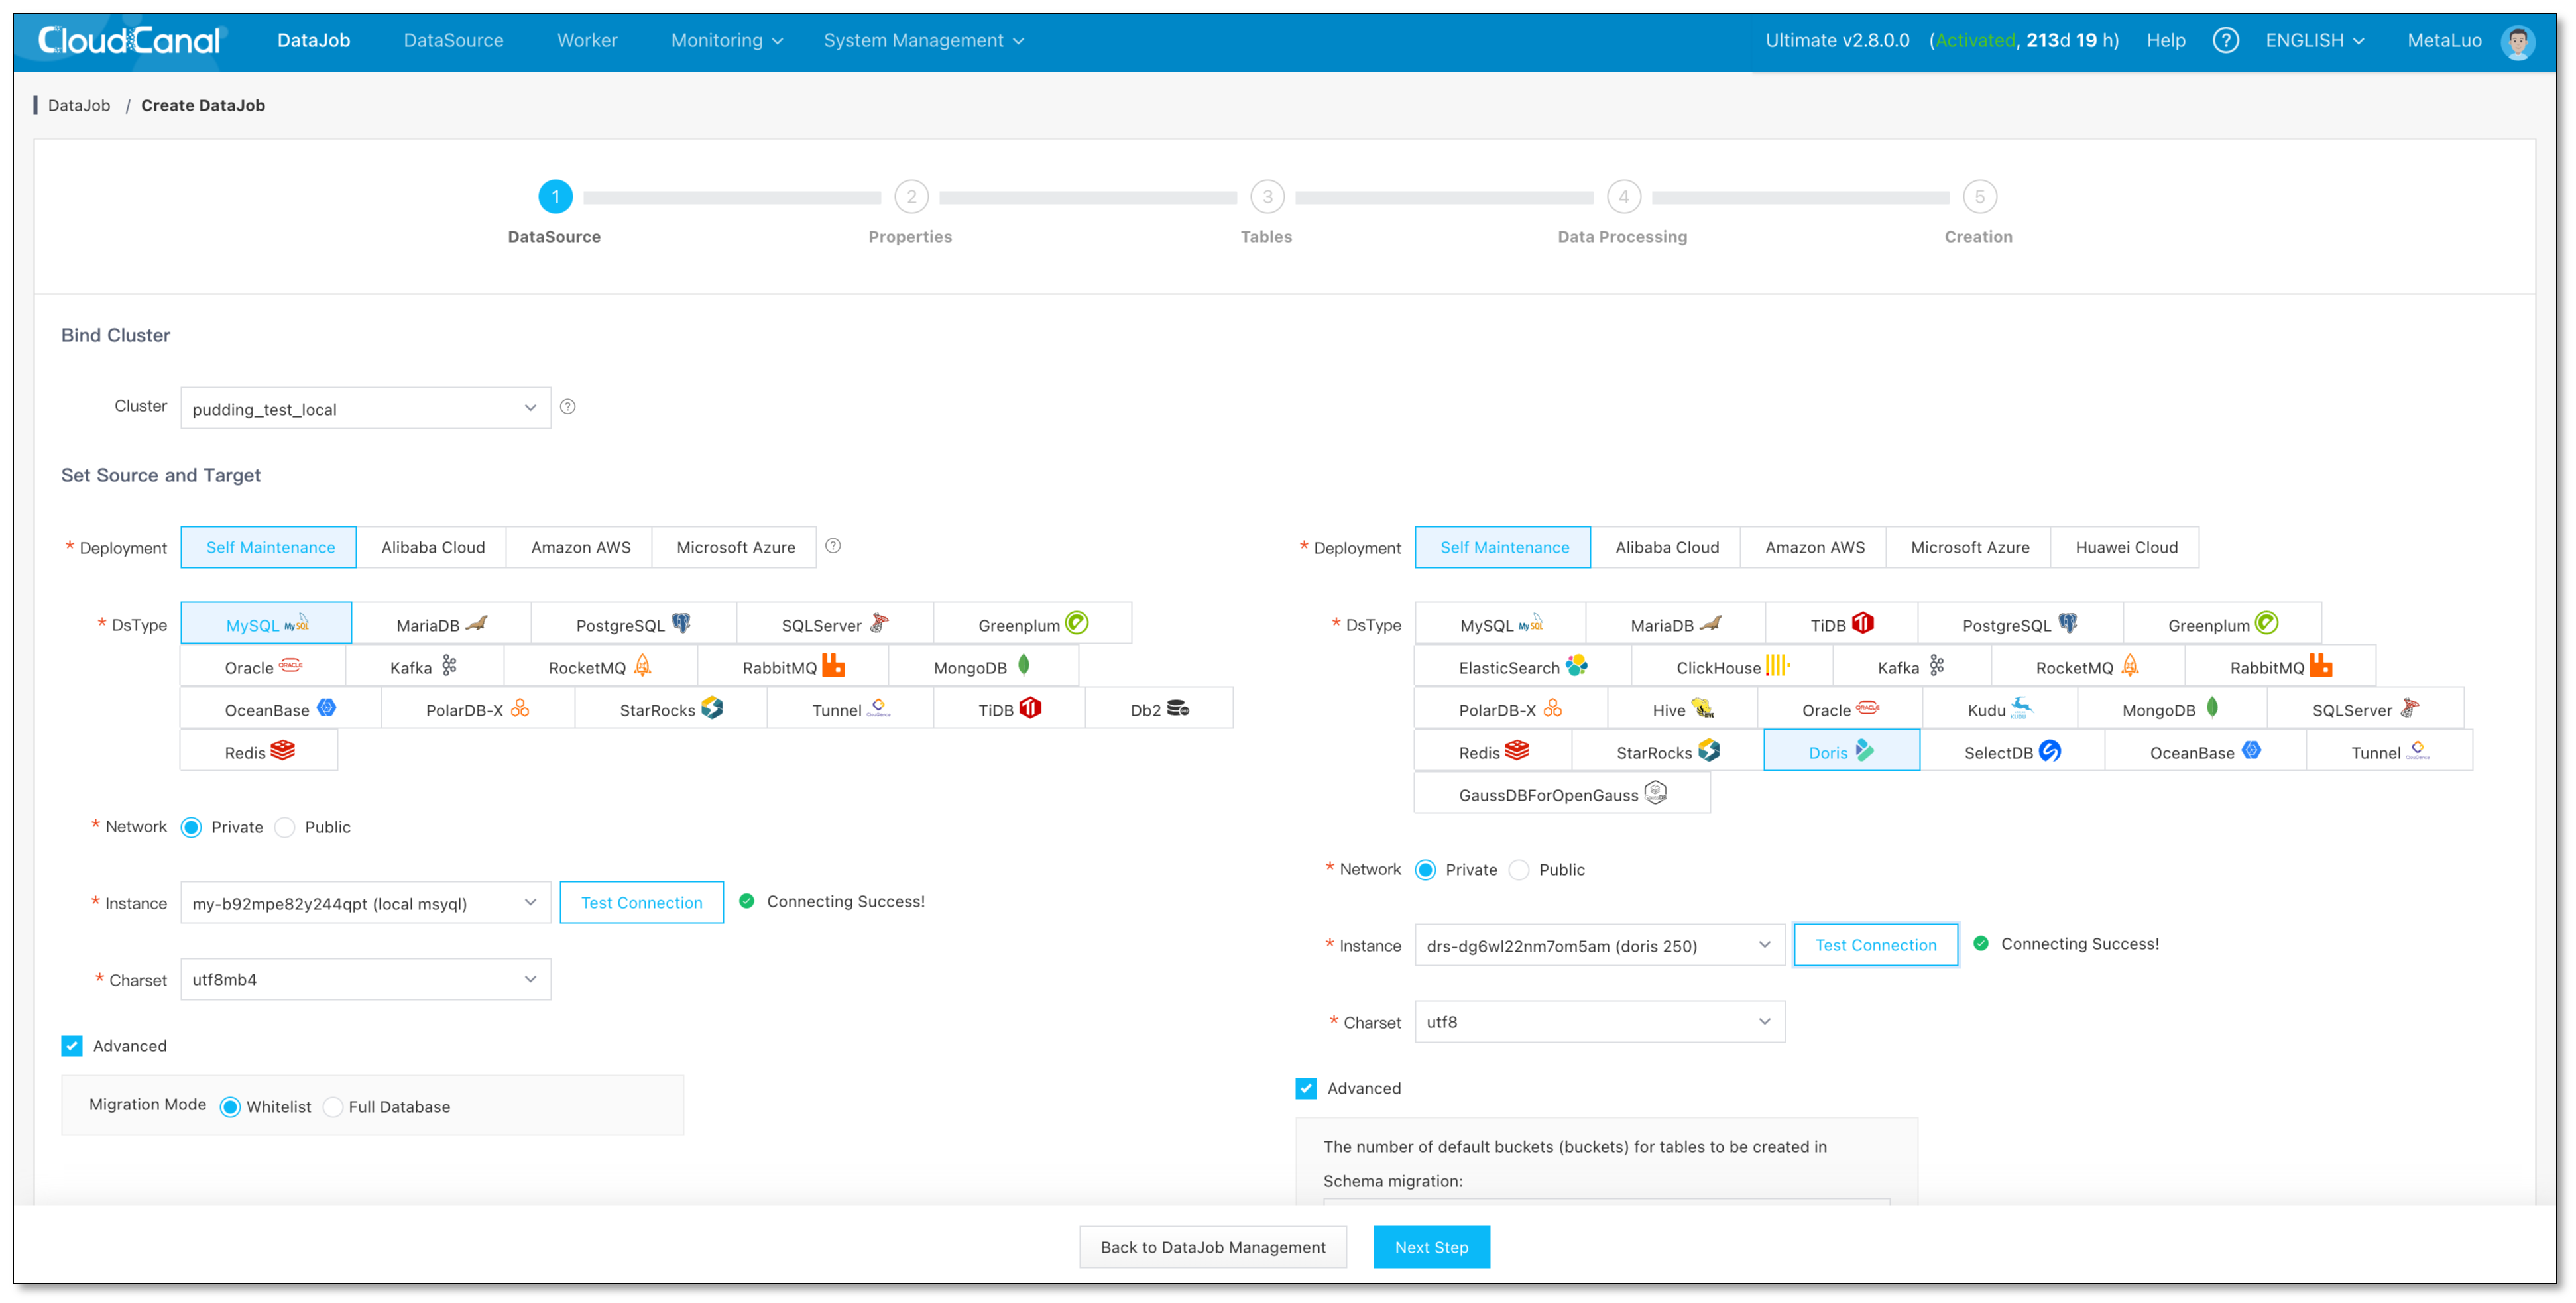 CloudCanal DataJob DataSource Worker Monitoring System Management Ultimate v2.8.0.0 (Activated, 213d 19 h) Help ? ENGLISH MetaLuo
DataJob / Create DataJob
1 2 3 4 5
DataSource Properties Tables Data Processing Creation
Bind Cluster
Cluster pudding_test_local ?
Set Source and Target
* Deployment Self Maintenance Alibaba Cloud Amazon AWS Microsoft Azure ?
* DsType MySQL MySQL MariaDB PostgreSQL SQLServer Greenplum
Oracle ORACLE Kafka RocketMQ RabbitMQ MongoDB
OceanBase PolarDB-X StarRocks Tunnel TiDB Db2
Redis
* Network Private Public
* Instance my-b92mpe82y244qpt (local msyql) Test Connection Connecting Success!
* Charset utf8mb4
Advanced
Migration Mode Whitelist Full Database
* Deployment Self Maintenance Alibaba Cloud Amazon AWS Microsoft Azure Huawei Cloud
* DsType MySQL MySQL MariaDB TiDB PostgreSQL Greenplum
ElasticSearch ClickHouse Kafka RocketMQ RabbitMQ
PolarDB-X Hive Oracle ORACLE Kudu KUDU MongoDB SQLServer
Redis StarRocks Doris SelectDB OceanBase Tunnel
GaussDBForOpenGauss
* Network Private Public
* Instance drs-dg6wl22nm7om5am (doris 250) Test Connection Connecting Success!
* Charset utf8
Advanced
The number of default buckets (buckets) for tables to be created in
Schema migration:
Back to DataJob Management Next Step